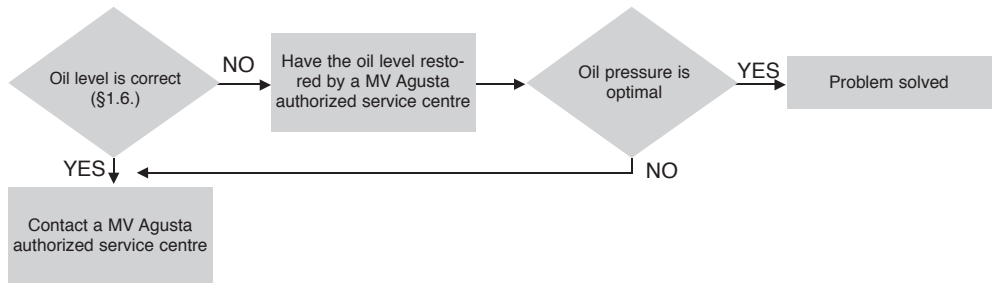 Oil level is correct
(§1.6.)
NO
Have the oil level resto-
red by a MV Agusta
authorized service centre
Oil pressure is
optimal
YES
Problem solved
YES
NO
Contact a MV Agusta
authorized service centre